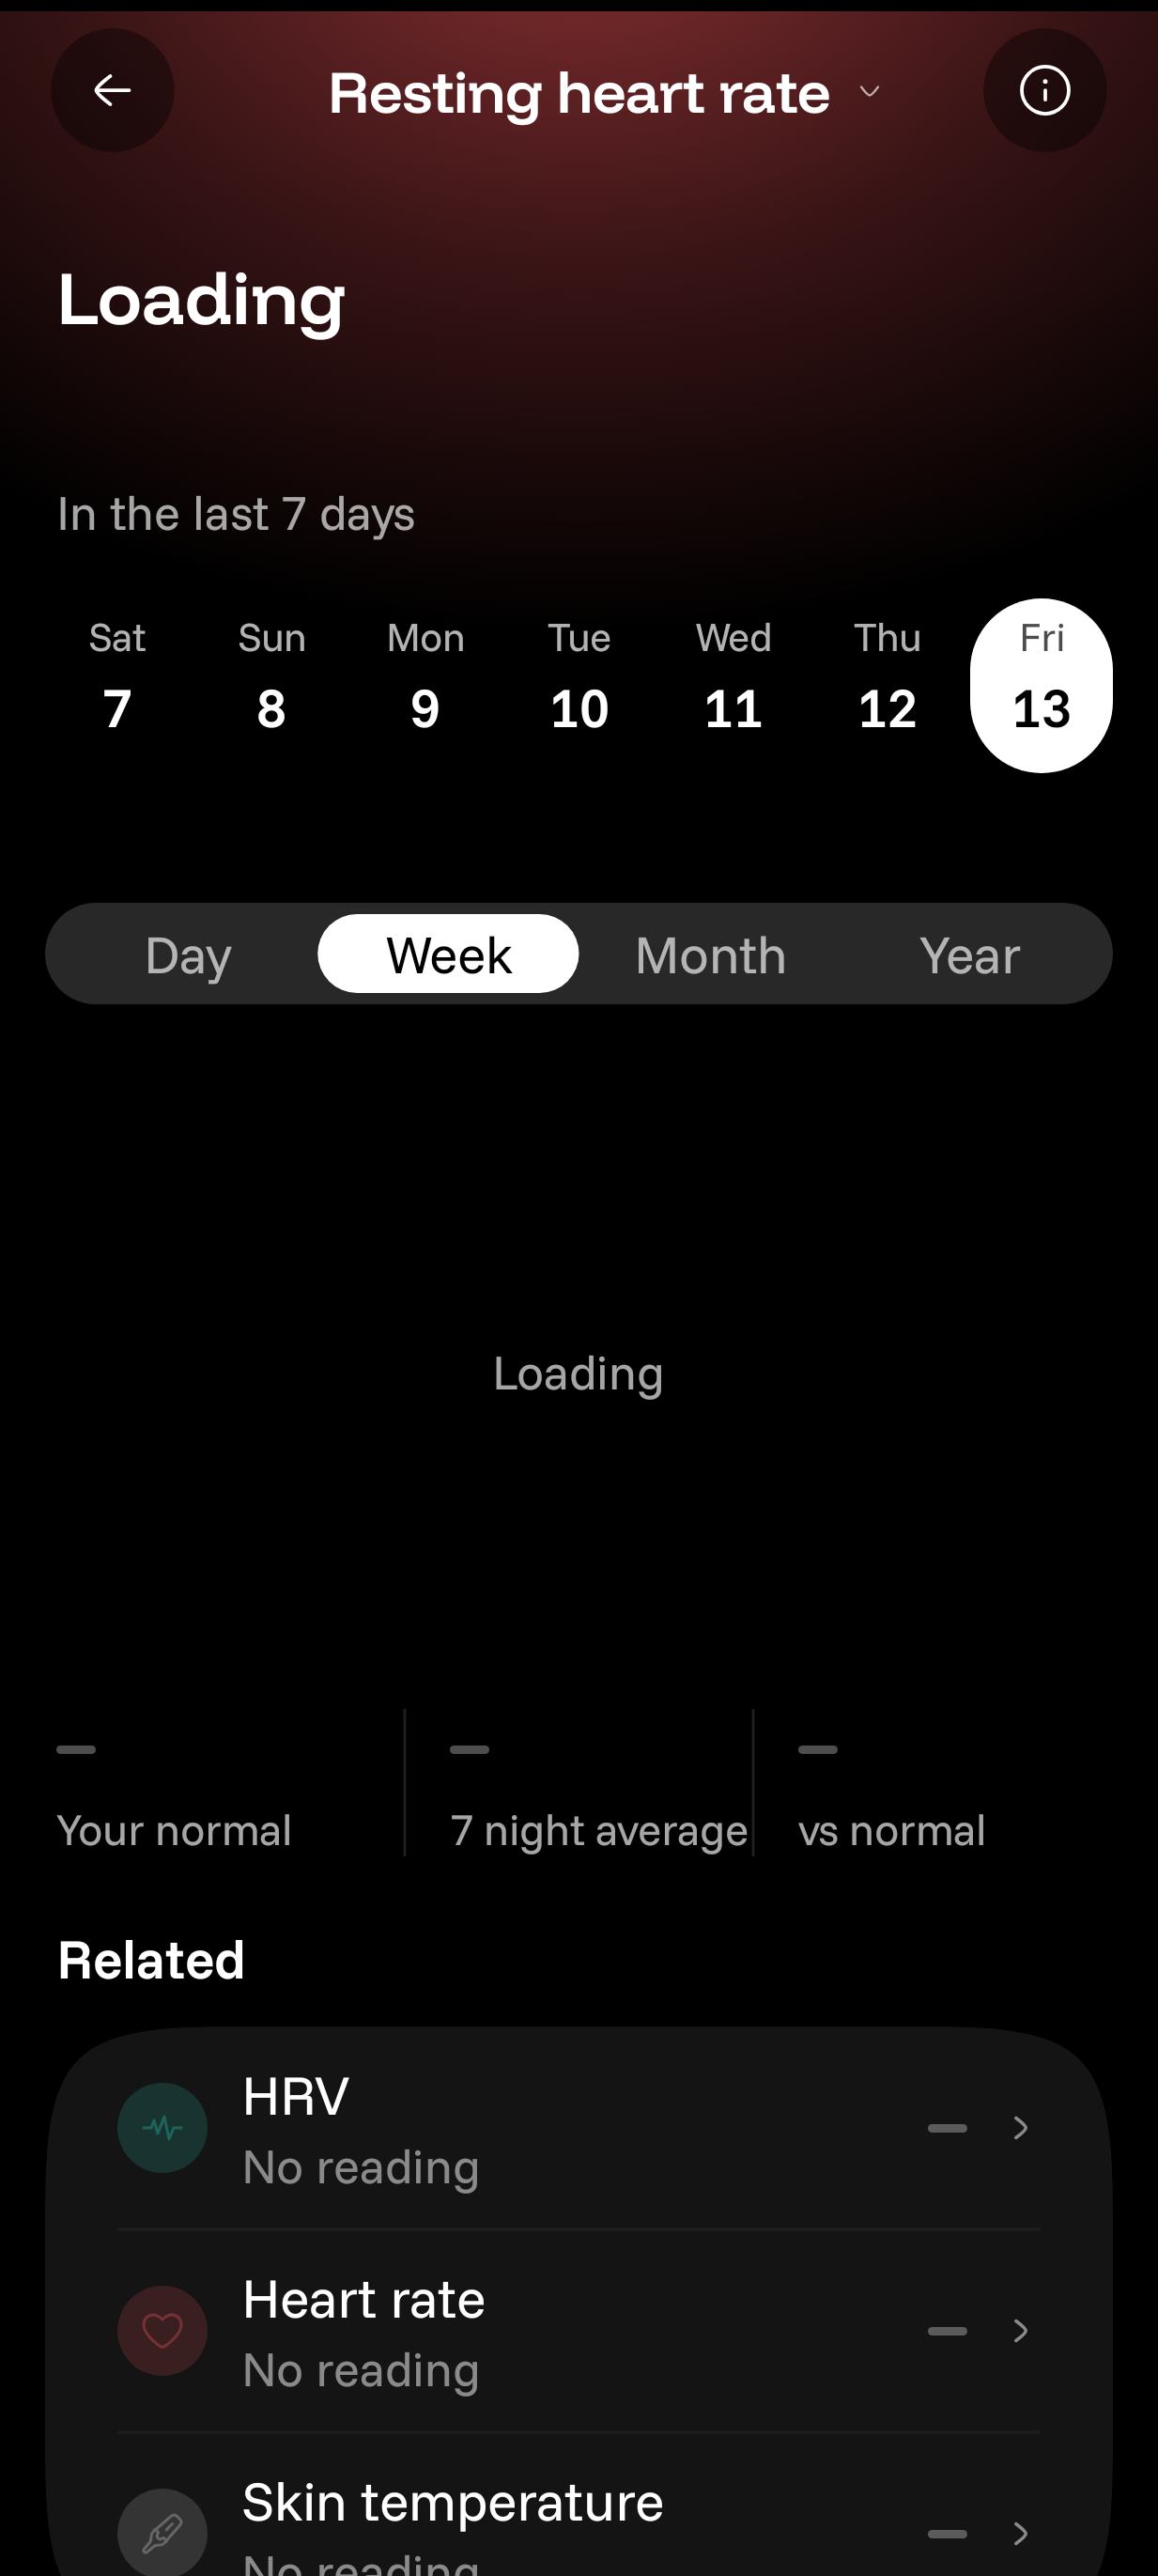 Resting heart rate
Loading
In the last 7 days
Sat Sun Mon Tue Wed Thu Fri
7 8 9 10 11 12 13
Day Week Month Year
Loading
Your normal 7 night average vs normal
Related
HRV
No reading
Heart rate
No reading
Skin temperature
No reading